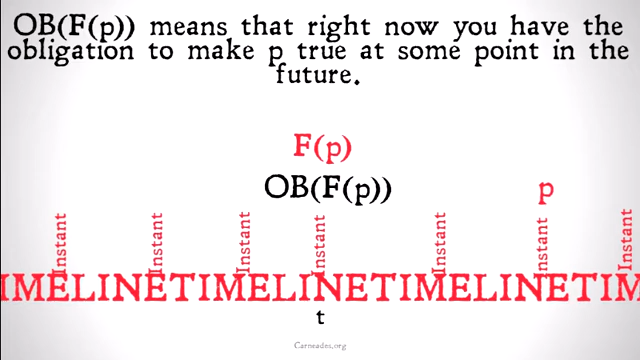 OB(F(p)) means that right now you have the
obligation to make p true at some point in the
future.
F(p)
OB(F(p))
p
Instant Instant Instant Instant Instant Instant Instant
IMELINETIMELINETIMELINETIM
t
Carneades.org